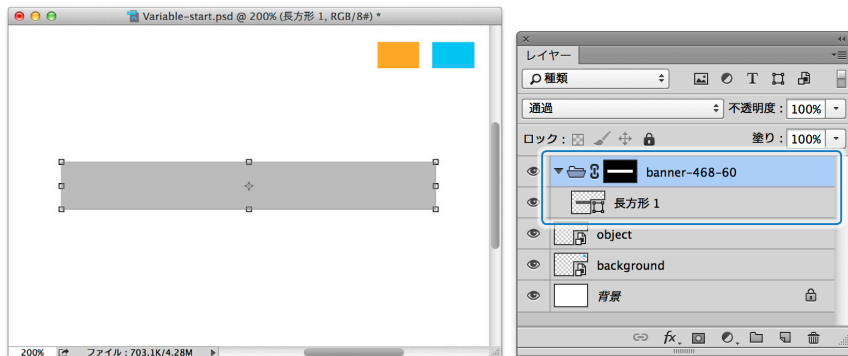 Variable-start.psd @ 200% (長方形 1, RGB/8#) *
200% ファイル : 703.1K/4.28M
レイヤー
種類
T
通過 不透明度 : 100%
ロック : 塗り : 100%
banner-468-60
長方形 1
object
background
背景
fx.